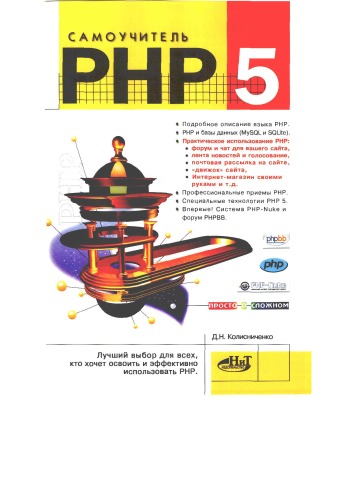 САМОУЧИТЕЛЬ
PHP 5
Подробное описание языка PHP.
PHP и базы данных (MySQL и SQLite).
Практическое использование PHP:
форум и чат для вашего сайта,
лента новостей и голосование,
почтовая рассылка на сайте,
«движок» сайта,
Интернет-магазин своими
руками и т.д.
Профессиональные приемы PHP.
Специальные технологии PHP 5.
Впервые! Система PHP-Nuke и
форум PHPBB.
phpBB
php
PHP-Nuke
ПРОСТО О СЛОЖНОМ
Д.Н. Колисниченко
Лучший выбор для всех,
кто хочет освоить и эффективно
использовать PHP.
НиТ